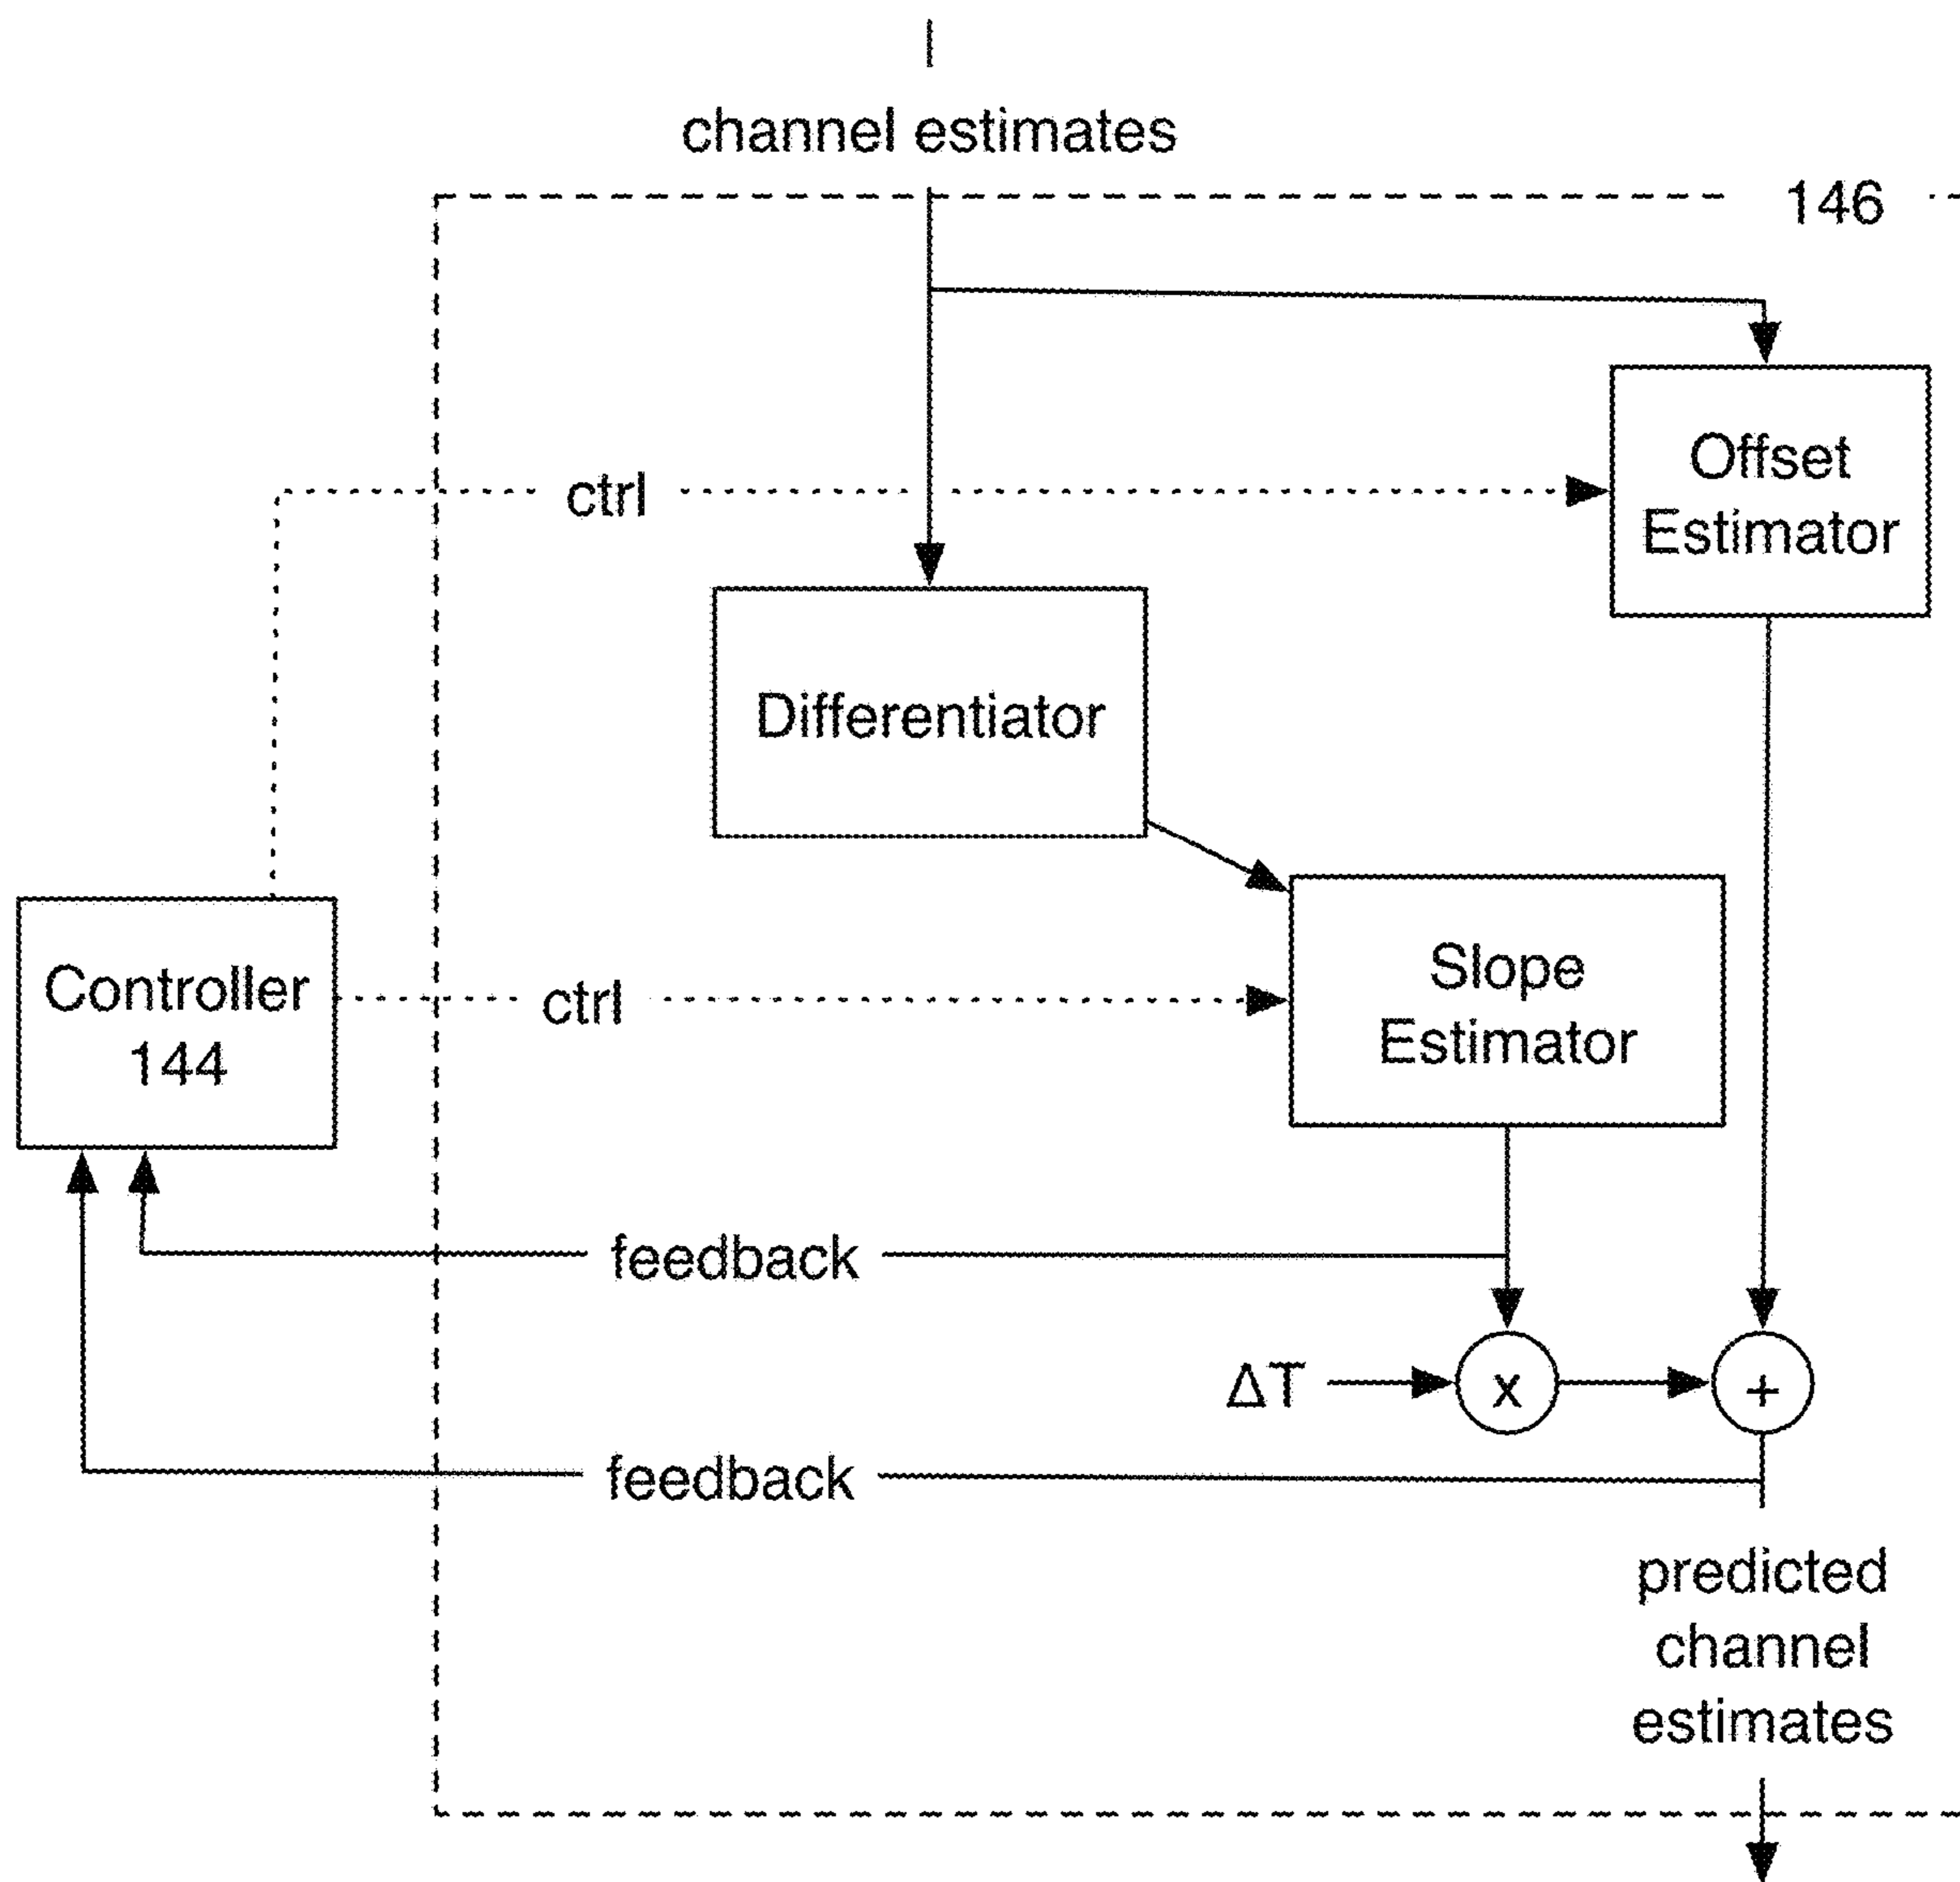 channel estimates
146
Offset
Estimator
ctrl
Differentiator
Slope
Estimator
Controller
144
ctrl
feedback
ΔT
x
+
feedback
predicted
channel
estimates